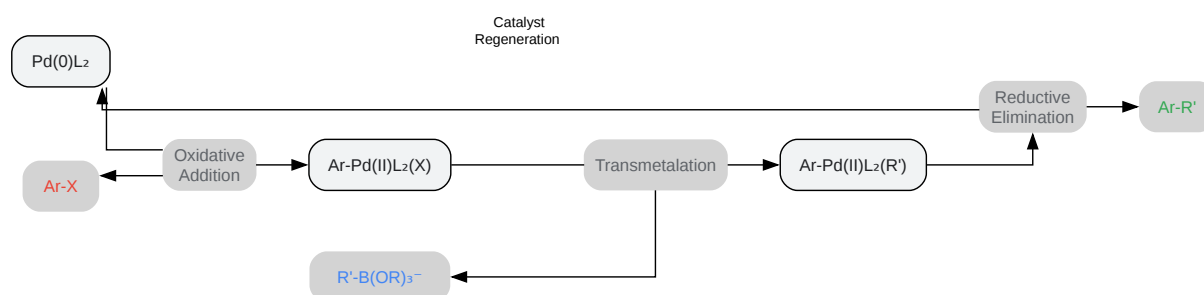 Catalyst
Regeneration
Pd(0)L₂
Reductive
Elimination
Ar-R'
Oxidative
Addition
Ar-Pd(II)L₂(X)
Transmetalation
Ar-Pd(II)L₂(R')
Ar-X
R'-B(OR)₃⁻